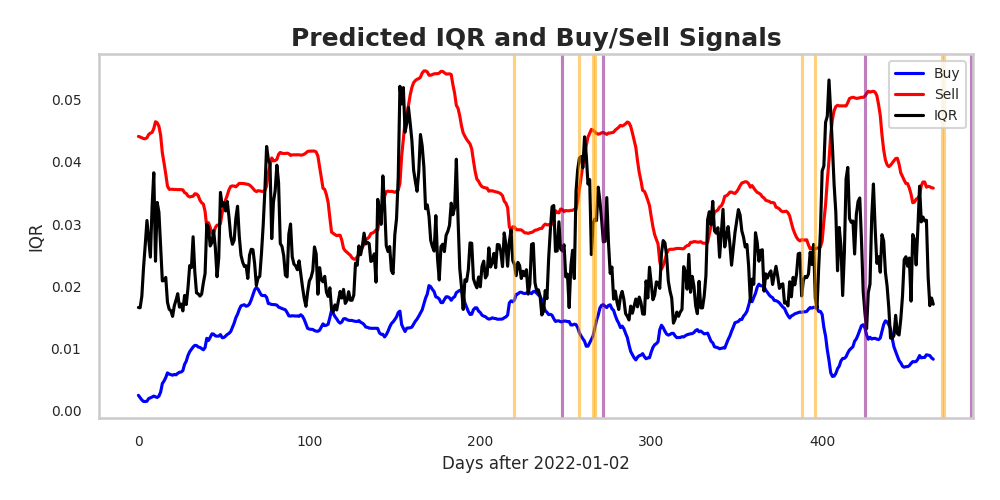 Predicted IQR and Buy/Sell Signals
Buy
Sell
IQR
0.05
0.04
0.03
0.02
0.01
0.00
IQR
0
100
200
300
400
Days after 2022-01-02